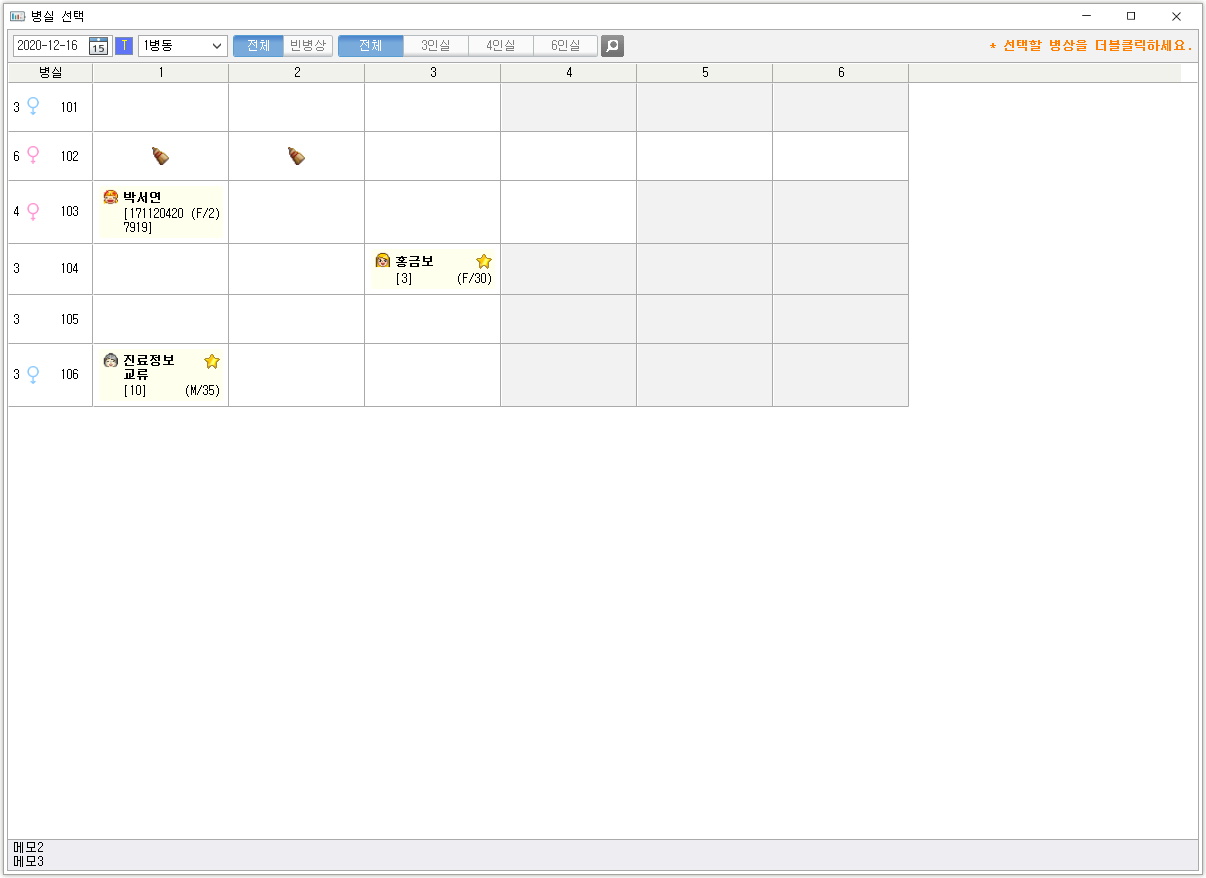 병실 선택
2020-12-16 15 T 1병동 전체 빈병상 전체 3인실 4인실 6인실 * 선택할 병상을 더블클릭하세요.
병실 1 2 3 4 5 6
3 101
6 102
4 103 박서연
[171120420 (F/2)
7919]
3 104 홍금보
[3] (F/30)
3 105
3 106 진료정보
교류
[10] (M/35)
메모2
메모3